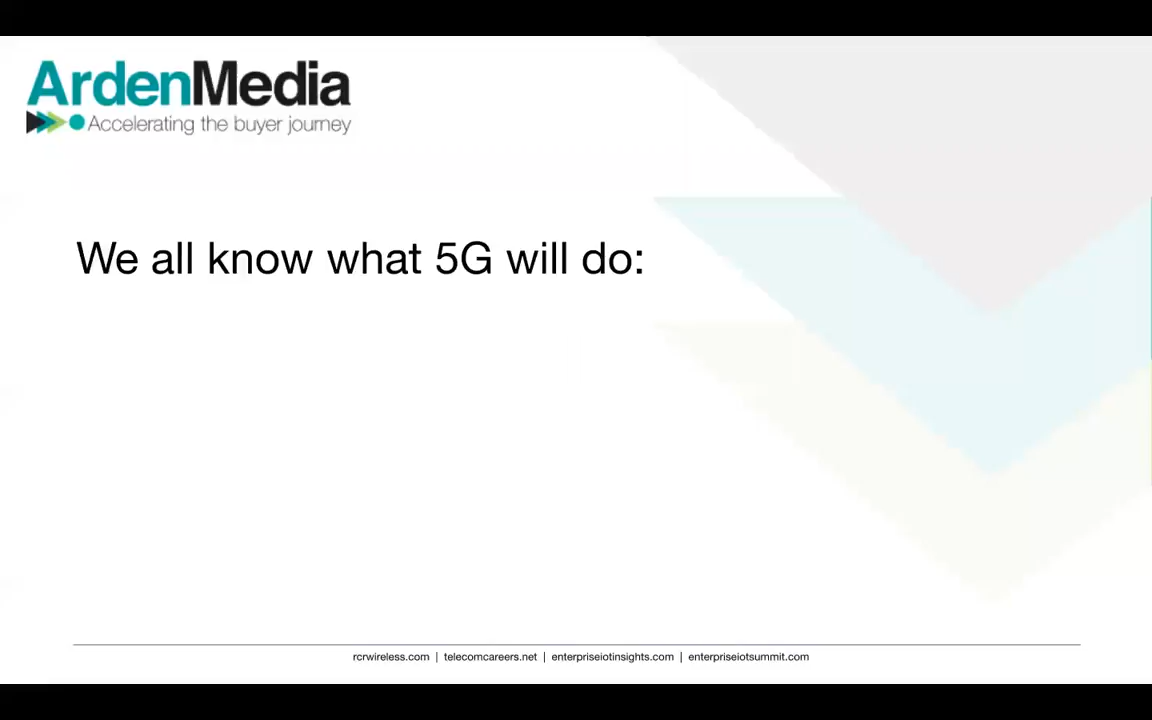 ArdenMedia
Accelerating the buyer journey
We all know what 5G will do:
rcrwireless.com | telecomcareers.net | enterpriseiotinsights.com | enterpriseiotsummit.com